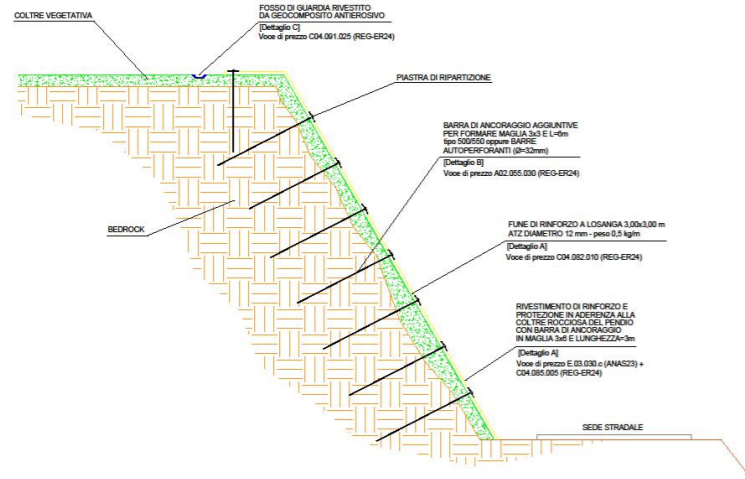 COLTRE VEGETATIVA
FOSSO DI GUARDIA RIVESTITO
DA GEOCOMPOSITO ANTIEROSIVO
[Dettaglio C]
Voce di prezzo C04.091.025 (REG-ER24)
PIASTRA DI RIPARTIZIONE
BARRA DI ANCORAGGIO AGGIUNTIVE
PER FORMARE MAGLIA 3x3 E L=6m
tipo 500/550 oppure BARRE
AUTOPERFORANTI (Ø=32mm)
[Dettaglio B]
Voce di prezzo A02.055.030 (REG-ER24)
BEDROCK
FUNE DI RINFORZO A LOSANGA 3,00x3,00 m
ATZ DIAMETRO 12 mm - peso 0,5 kg/m
[Dettaglio A]
Voce di prezzo C04.082.010 (REG-ER24)
RIVESTIMENTO DI RINFORZO E
PROTEZIONE IN ADERENZA ALLA
COLTRE ROCCIOSA DEL PENDIO
CON BARRA DI ANCORAGGIO
IN MAGLIA 3x6 E LUNGHEZZA=3m
[Dettaglio A]
Voce di prezzo E.03.030.c (ANAS23) +
C04.085.005 (REG-ER24)
SEDE STRADALE